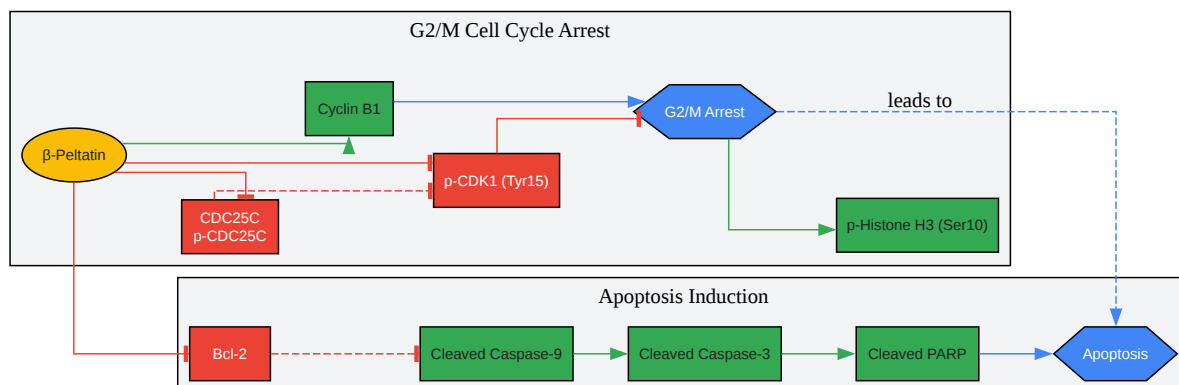 G2/M Cell Cycle Arrest
Cyclin B1
G2/M Arrest
leads to
β-Peltatin
p-CDK1 (Tyr15)
CDC25C
p-CDC25C
p-Histone H3 (Ser10)
Apoptosis Induction
Bcl-2
Cleaved Caspase-9
Cleaved Caspase-3
Cleaved PARP
Apoptosis